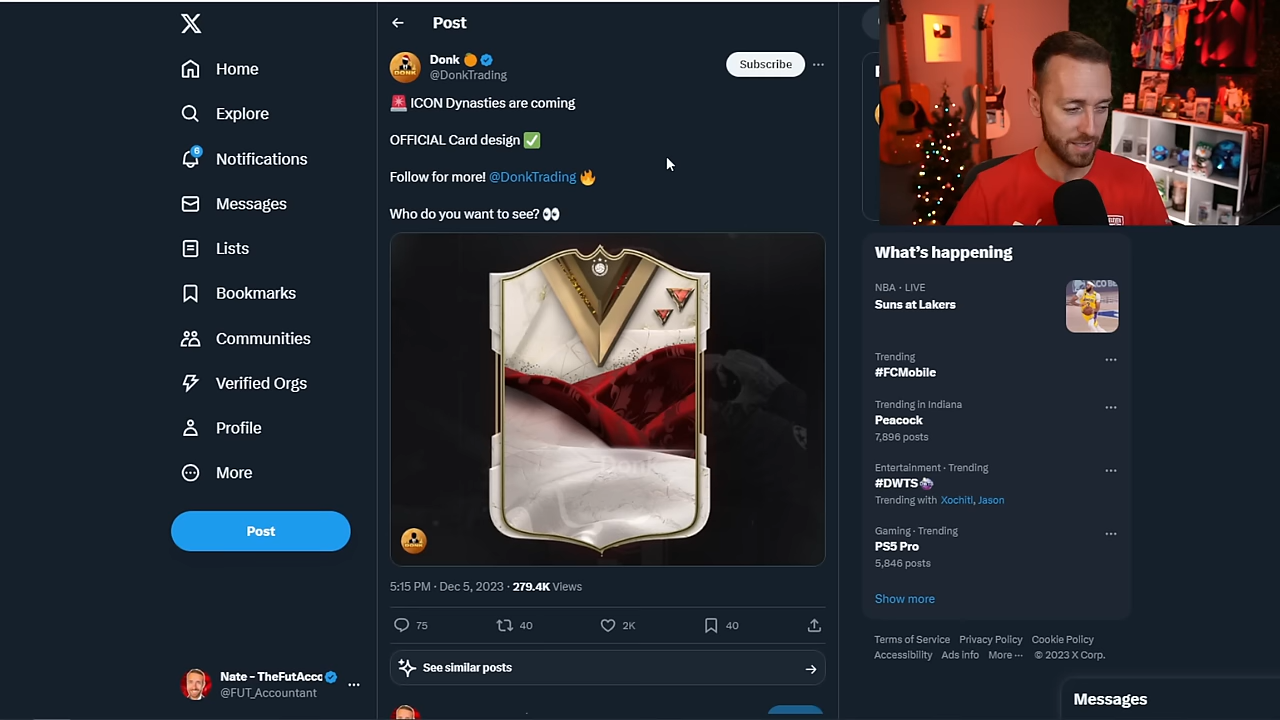 Home
Explore
6
Notifications
Messages
Lists
Bookmarks
Communities
Verified Orgs
Profile
More
Post
Nate - TheFutAcco
@FUT_Accountant
Post
Donk
@DonkTrading
Subscribe
ICON Dynasties are coming
OFFICIAL Card design ✅
Follow for more! @DonkTrading 🔥
Who do you want to see? 👀
DONK
5:15 PM · Dec 5, 2023 · 279.4K Views
75
40
2K
40
See similar posts
What's happening
NBA · LIVE
Suns at Lakers
Trending
#FCMobile
Trending in Indiana
Peacock
7,896 posts
Entertainment · Trending
#DWTS
Trending with Xochitl, Jason
Gaming · Trending
PS5 Pro
5,846 posts
Show more
Terms of Service Privacy Policy Cookie Policy
Accessibility Ads info More ··· © 2023 X Corp.
Messages